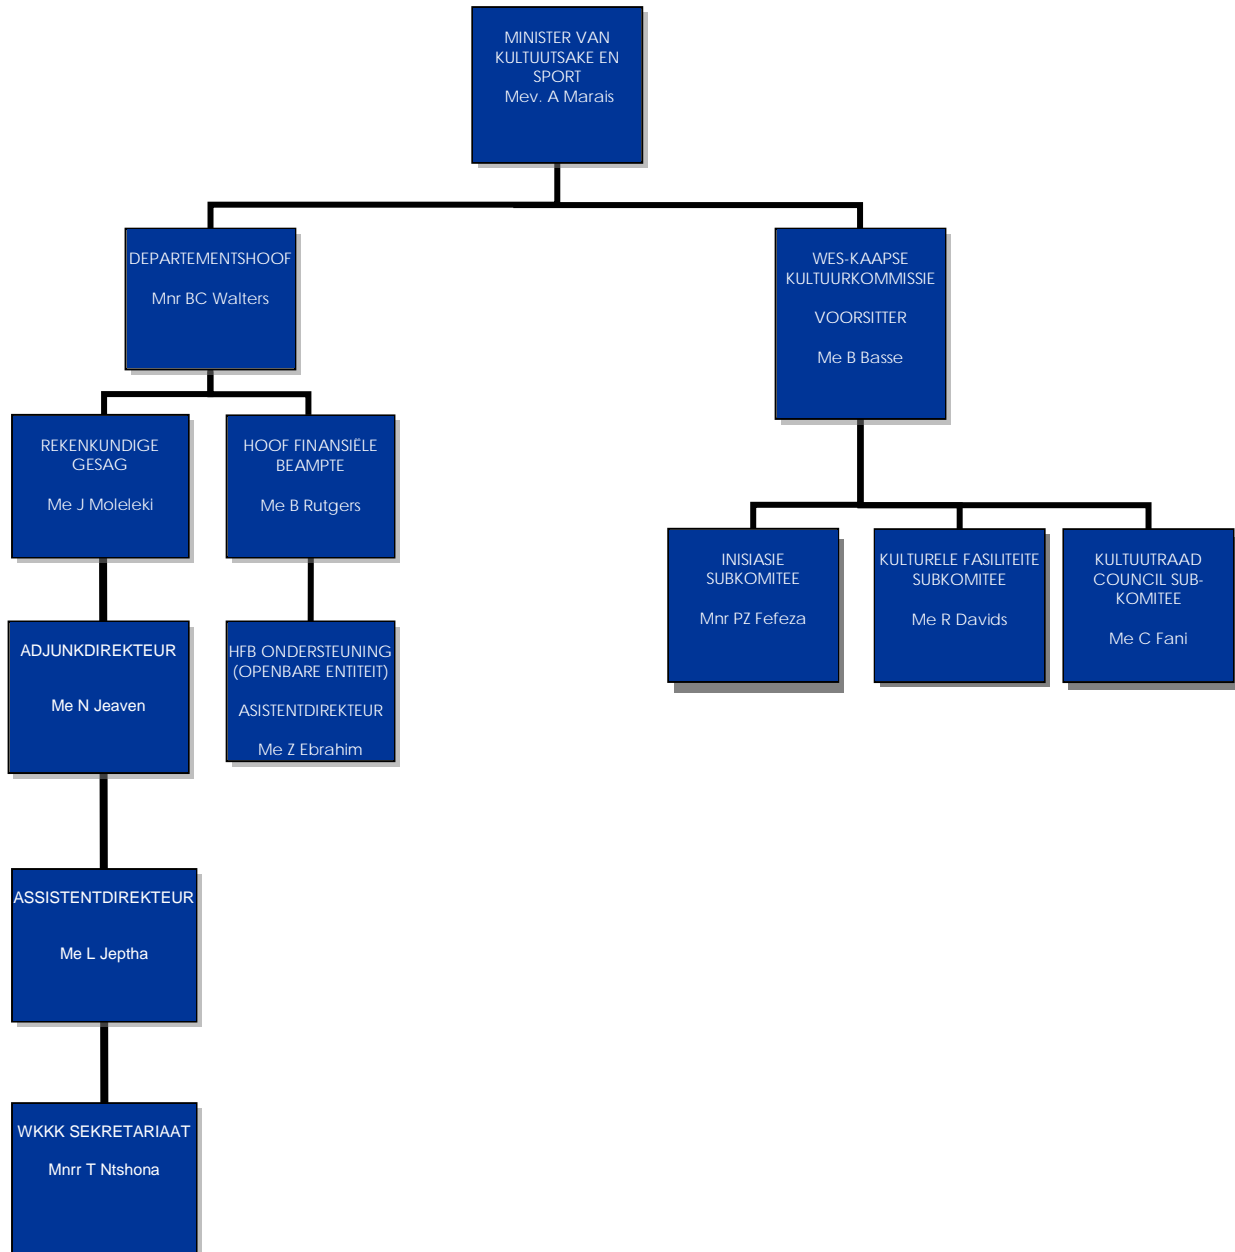 MINISTER VAN
KULTUUTSAKE EN
SPORT
Mev. A Marais
DEPARTEMENTSHOOF
Mnr BC Walters
WES-KAAPSE
KULTUURKOMMISSIE
VOORSITTER
Me B Basse
REKENKUNDIGE
GESAG
Me J Moleleki
HOOF FINANSIËLE
BEAMPTE
Me B Rutgers
INISIASIE
SUBKOMITEE
Mnr PZ Fefeza
KULTURELE FASILITEITE
SUBKOMITEE
Me R Davids
KULTUUTRAAD
COUNCIL SUB-
KOMITEE
Me C Fani
ADJUNKDIREKTEUR
Me N Jeaven
HFB ONDERSTEUNING
(OPENBARE ENTITEIT)
ASISTENTDIREKTEUR
Me Z Ebrahim
ASSISTENTDIREKTEUR
Me L Jeptha
WKKK SEKRETARIAAT
Mnrr T Ntshona